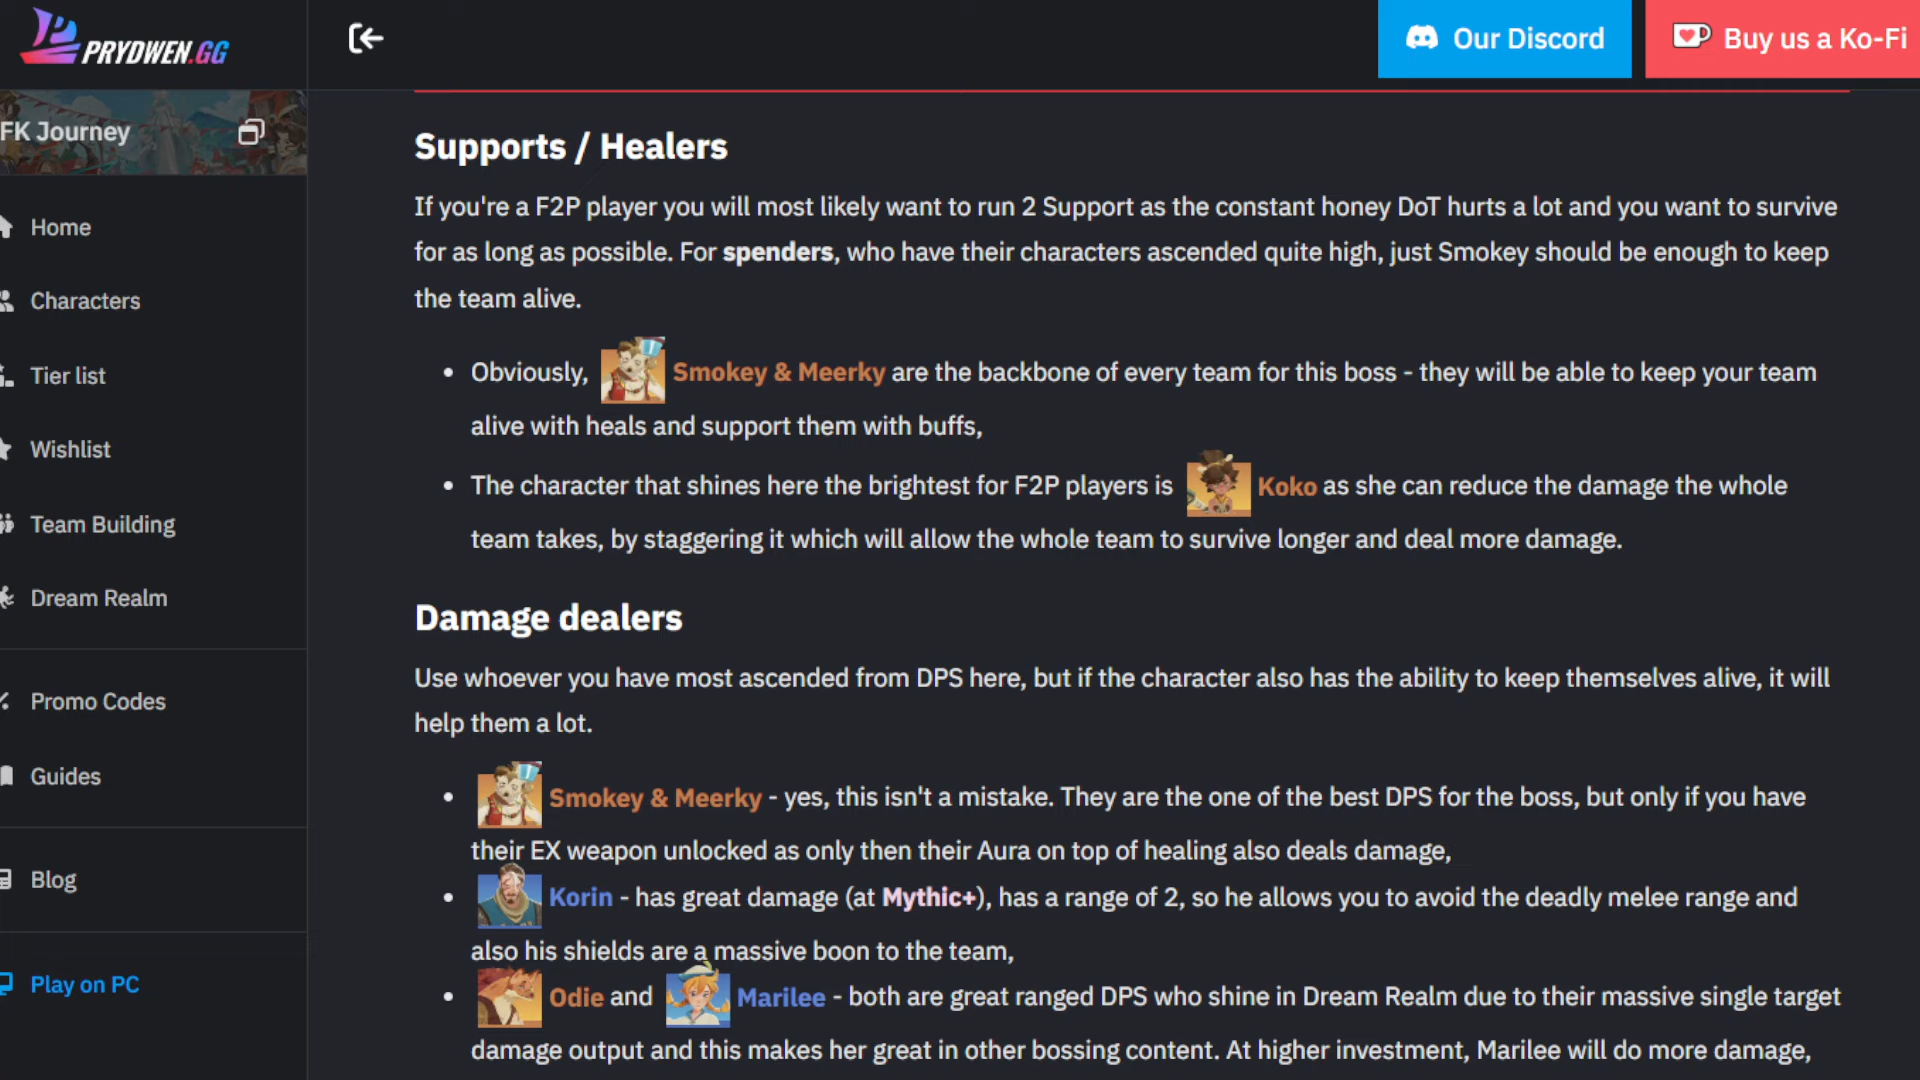 PRYDWEN.GG
Our Discord
Buy us a Ko-Fi
FK Journey
Home
Characters
Tier list
Wishlist
Team Building
Dream Realm
Promo Codes
Guides
Blog
Play on PC
Supports / Healers
If you're a F2P player you will most likely want to run 2 Support as the constant honey DoT hurts a lot and you want to survive
for as long as possible. For spenders, who have their characters ascended quite high, just Smokey should be enough to keep
the team alive.
• Obviously, Smokey & Meerky are the backbone of every team for this boss - they will be able to keep your team
alive with heals and support them with buffs,
• The character that shines here the brightest for F2P players is Koko as she can reduce the damage the whole
team takes, by staggering it which will allow the whole team to survive longer and deal more damage.
Damage dealers
Use whoever you have most ascended from DPS here, but if the character also has the ability to keep themselves alive, it will
help them a lot.
• Smokey & Meerky - yes, this isn't a mistake. They are the one of the best DPS for the boss, but only if you have
their EX weapon unlocked as only then their Aura on top of healing also deals damage,
• Korin - has great damage (at Mythic+), has a range of 2, so he allows you to avoid the deadly melee range and
also his shields are a massive boon to the team,
• Odie and Marilee - both are great ranged DPS who shine in Dream Realm due to their massive single target
damage output and this makes her great in other bossing content. At higher investment, Marilee will do more damage,